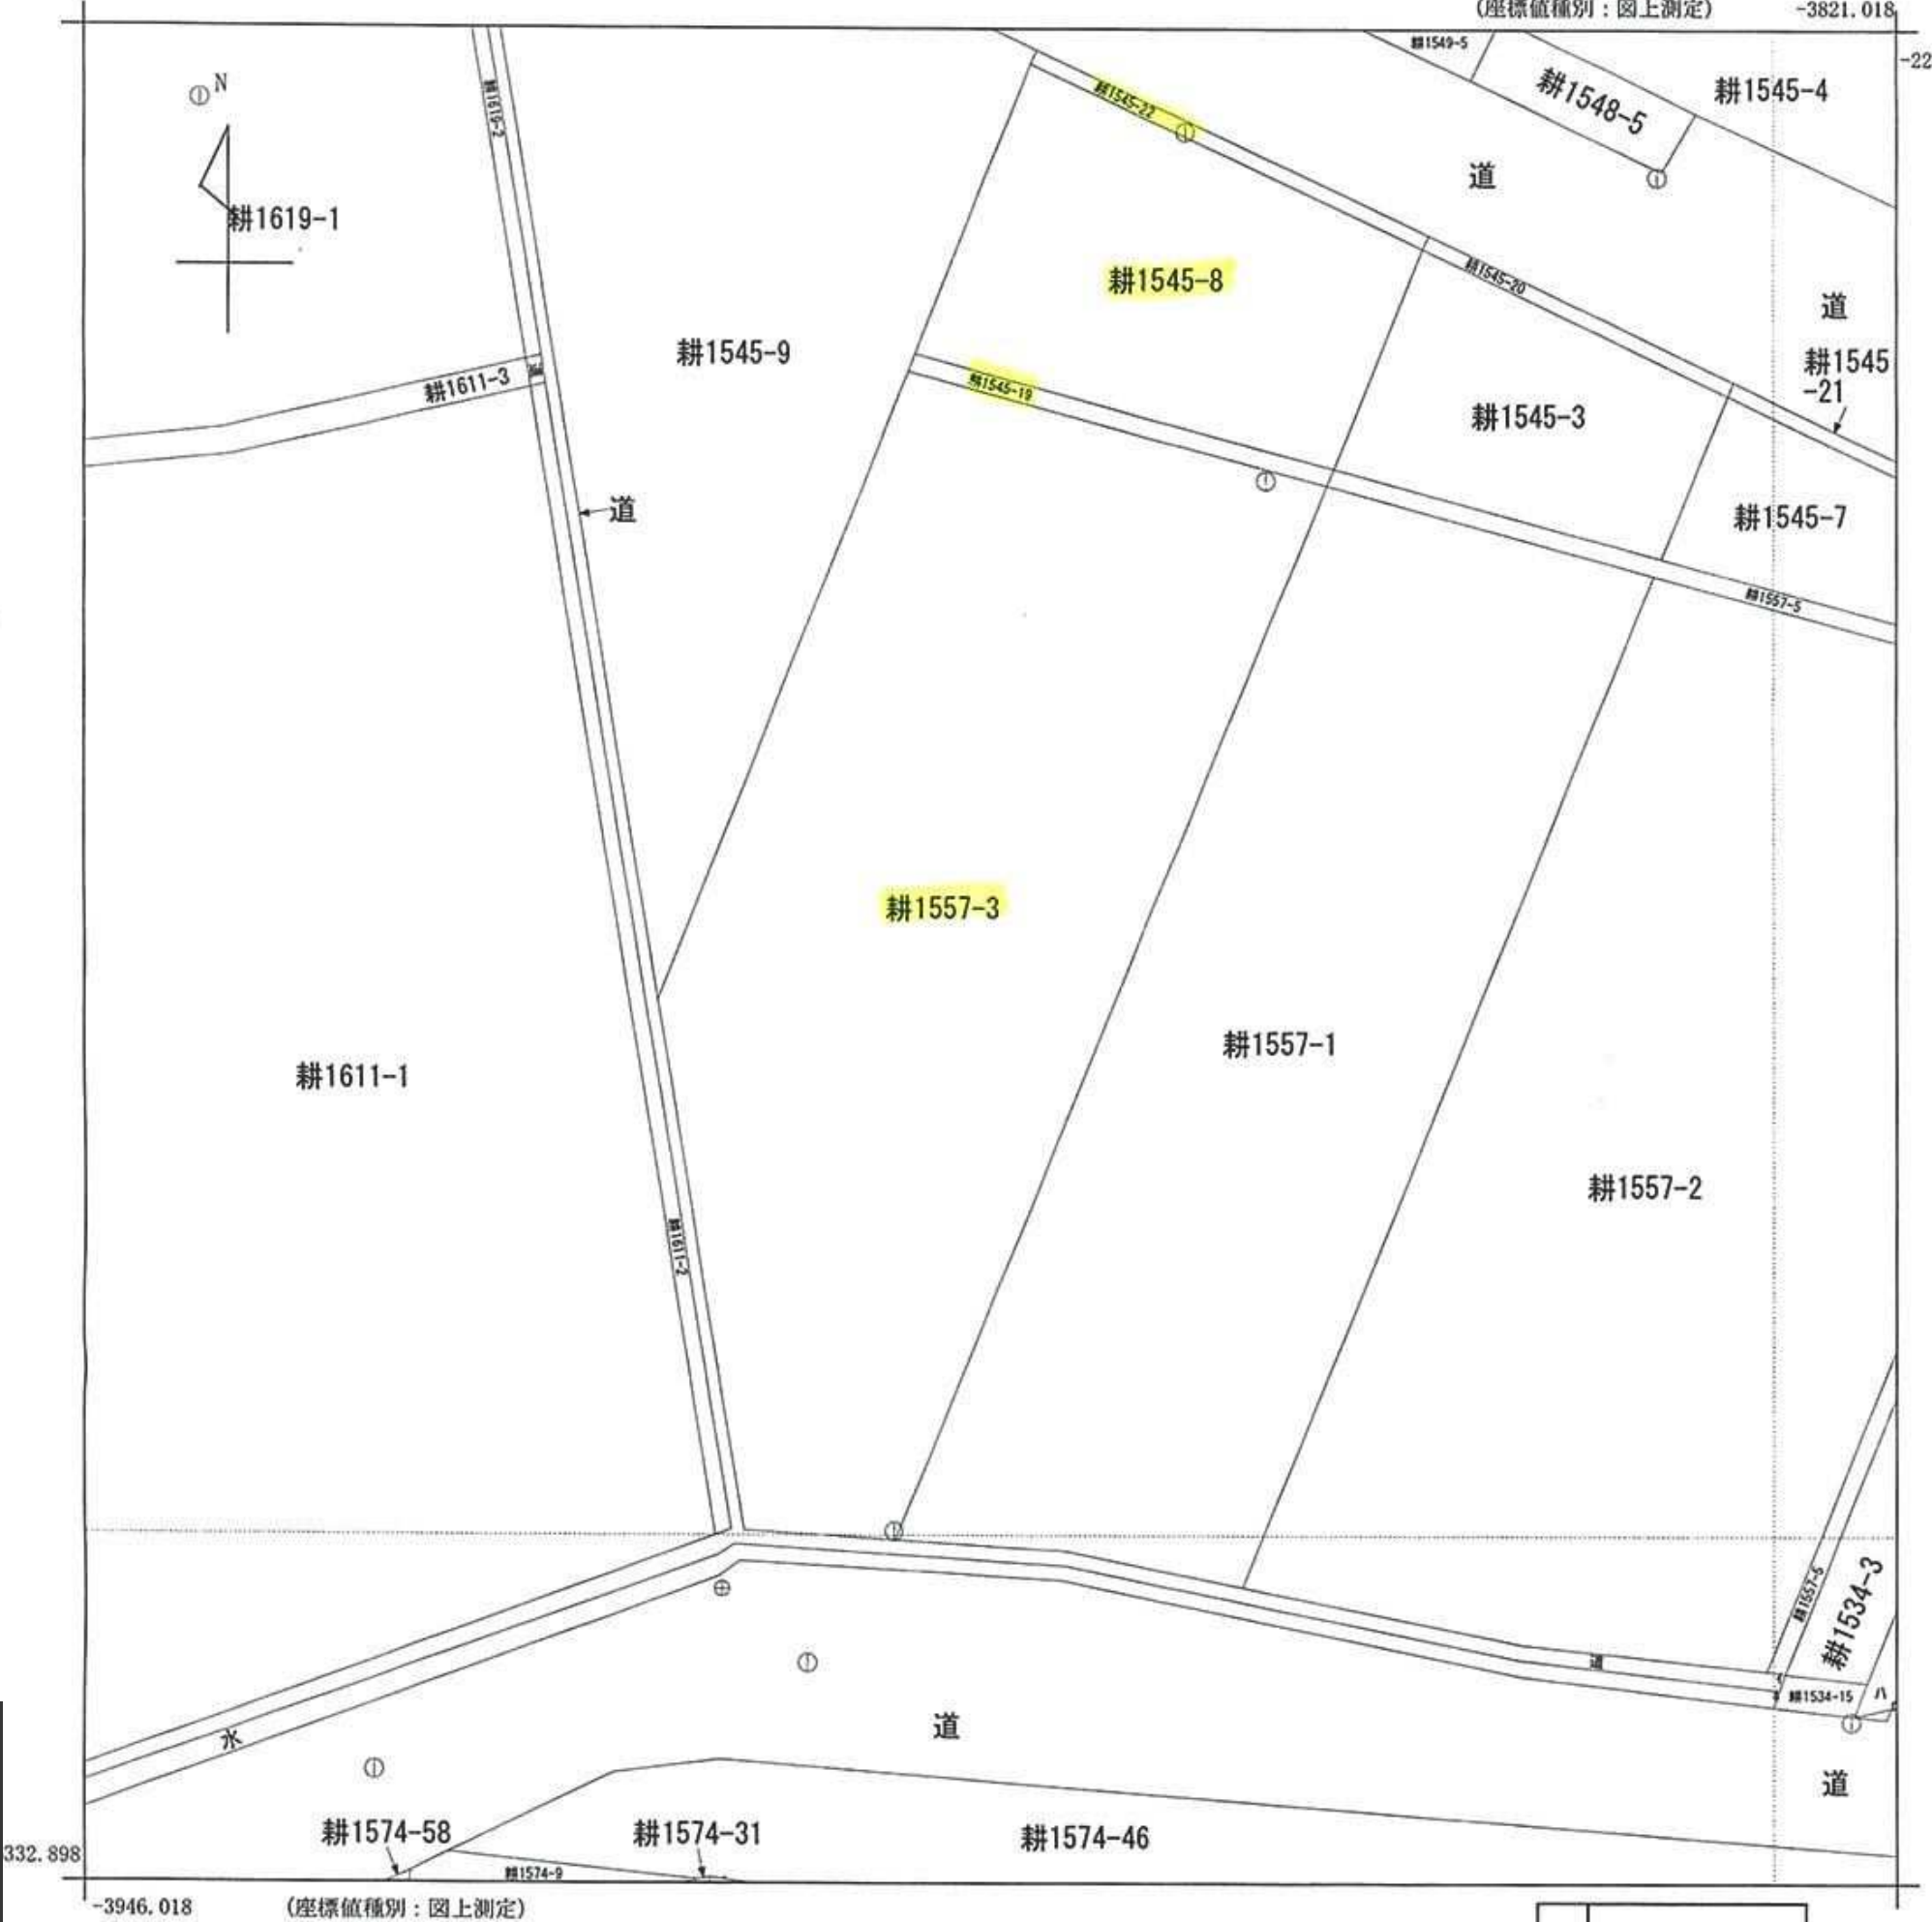 (座標値種別：図上測定)
-3821.018
-22
N
耕1619-2
耕1549-5
耕1548-5
耕1545-4
耕1545-22
道
耕1619-1
耕1545-8
耕1545-20
道
耕1545-9
耕1545
-21
耕1611-3
道
耕1545-19
耕1545-3
道
耕1545-7
耕1557-5
耕1557-3
耕1557-1
耕1611-1
耕1557-2
耕1611-2
耕1557-6
耕1534-3
道
耕1534-15
ハ
水
道
道
耕1574-58
耕1574-31
耕1574-46
332.898
耕1574-9
-3946.018
(座標値種別：図上測定)